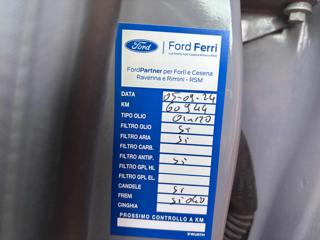 Ford
Ford Ferri
FordPartner per Forlì e Cesena
Ravenna e Rimini - RSM
DATA 05-09-24
KM 60944
TIPO OLIO
FILTRO OLIO SI
FILTRO ARIA SI
FILTRO CARB.
FILTRO ANTIP. SI
FILTRO GPL HL
FILTRO GPL EL.
CANDELE SI
FRENI SI
CINGHIA
PROSSIMO CONTROLLO A KM
WÜRTH